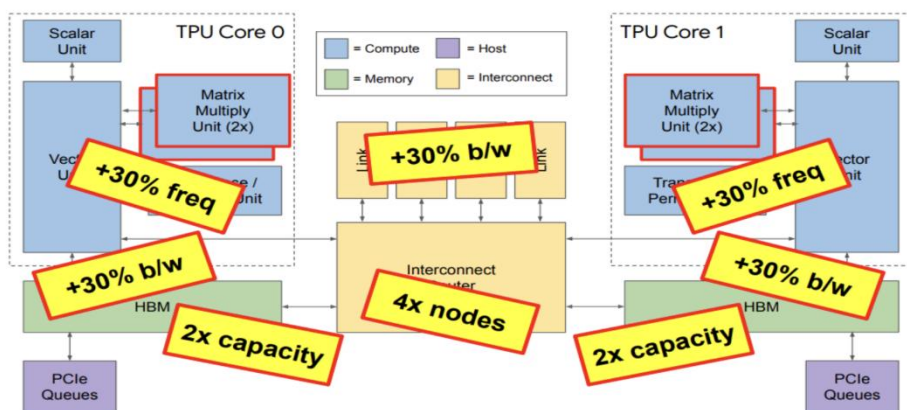 Scalar
Unit
TPU Core 0
Matrix
Multiply
Unit (2x)
+30% freq
Unit
+30% b/w
HBM
2x capacity
PCIe
Queues
= Compute
= Host
= Memory
= Interconnect
Link
+30% b/w
Link
Interconnect
4x nodes
TPU Core 1
Scalar
Unit
Matrix
Multiply
Unit (2x)
+30% freq
+30% b/w
HBM
2x capacity
PCIe
Queues